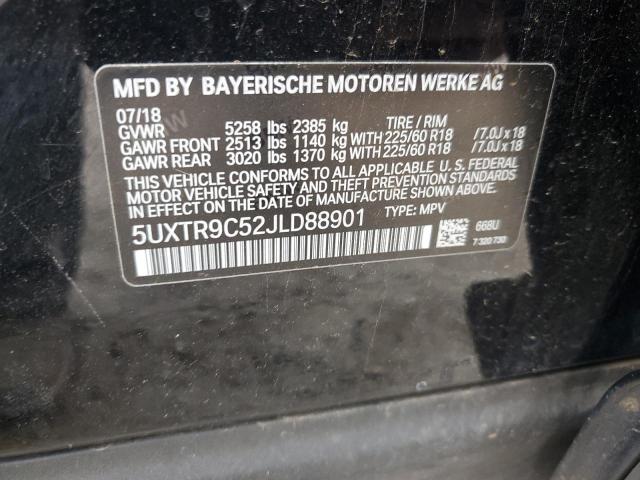 MFD BY BAYERISCHE MOTOREN WERKE AG
07/18 TIRE / RIM
GVWR 5258 lbs 2385 kg
GAWR FRONT 2513 lbs 1140 kg WITH 225/60 R18 /7.0J x 18
GAWR REAR 3020 lbs 1370 kg WITH 225/60 R18 /7.0J x 18
THIS VEHICLE CONFORMS TO ALL APPLICABLE U. S. FEDERAL
MOTOR VEHICLE SAFETY AND THEFT PREVENTION STANDARDS
IN EFFECT ON THE DATE OF MANUFACTURE SHOWN ABOVE.
5UXTR9C52JLD88901 TYPE: MPV
668U
7 320 730